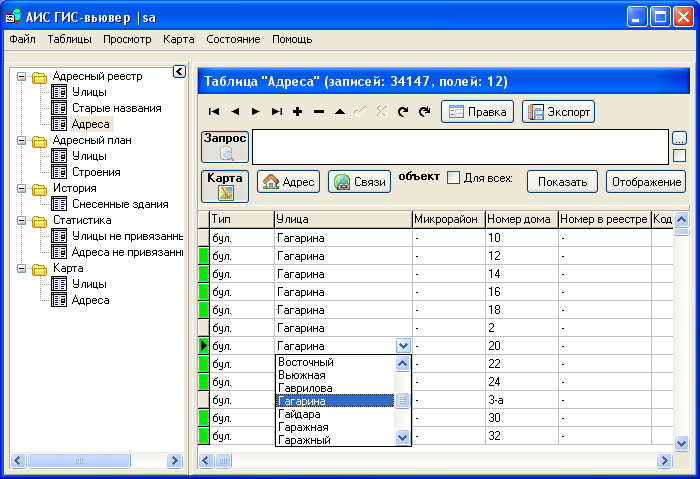 АИС ГИС-вьювер |sa
Файл Таблицы Просмотр Карта Состояние Помощь
Адресный реестр
Улицы
Старые названия
Адреса
Адресный план
Улицы
Строения
История
Снесенные здания
Статистика
Улицы не привязанны
Адреса не привязанн
Карта
Улицы
Адреса
Таблица "Адреса" (записей: 34147, полей: 12)
Правка Экспорт
Запрос ...
Карта Адрес Связи объект Для всех: Показать Отображение
Тип Улица Микрорайон Номер дома Номер в реестре Код
бул. Гагарина - 10 -
бул. Гагарина - 12 -
бул. Гагарина - 14 -
бул. Гагарина - 16 -
бул. Гагарина - 18 -
бул. Гагарина - 2 -
бул. Гагарина - 20 -
бул. Восточный - 22 -
Вьюжная
бул. Гаврилова - 24 -
бул. Гагарина - 3-а -
бул. Гайдара - 30 -
Гаражная
бул. Гаражный - 32 -